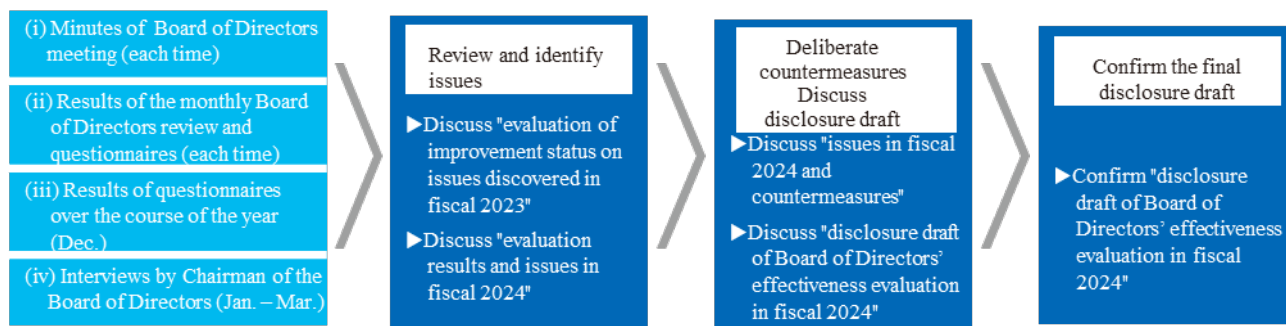 (i) Minutes of Board of Directors
meeting (each time)
(ii) Results of the monthly Board
of Directors review and
questionnaires (each time)
(iii) Results of questionnaires
over the course of the year
(Dec.)
(iv) Interviews by Chairman of the
Board of Directors (Jan. – Mar.)
Review and identify
issues
▶Discuss "evaluation of
improvement status on
issues discovered in
fiscal 2023"
▶Discuss "evaluation
results and issues in
fiscal 2024"
Deliberate
countermeasures
Discuss
disclosure draft
▶Discuss "issues in fiscal
2024 and
countermeasures"
▶Discuss "disclosure draft
of Board of Directors’
effectiveness evaluation
in fiscal 2024"
Confirm the final
disclosure draft
▶Confirm "disclosure
draft of Board of
Directors’ effectiveness
evaluation in fiscal
2024"